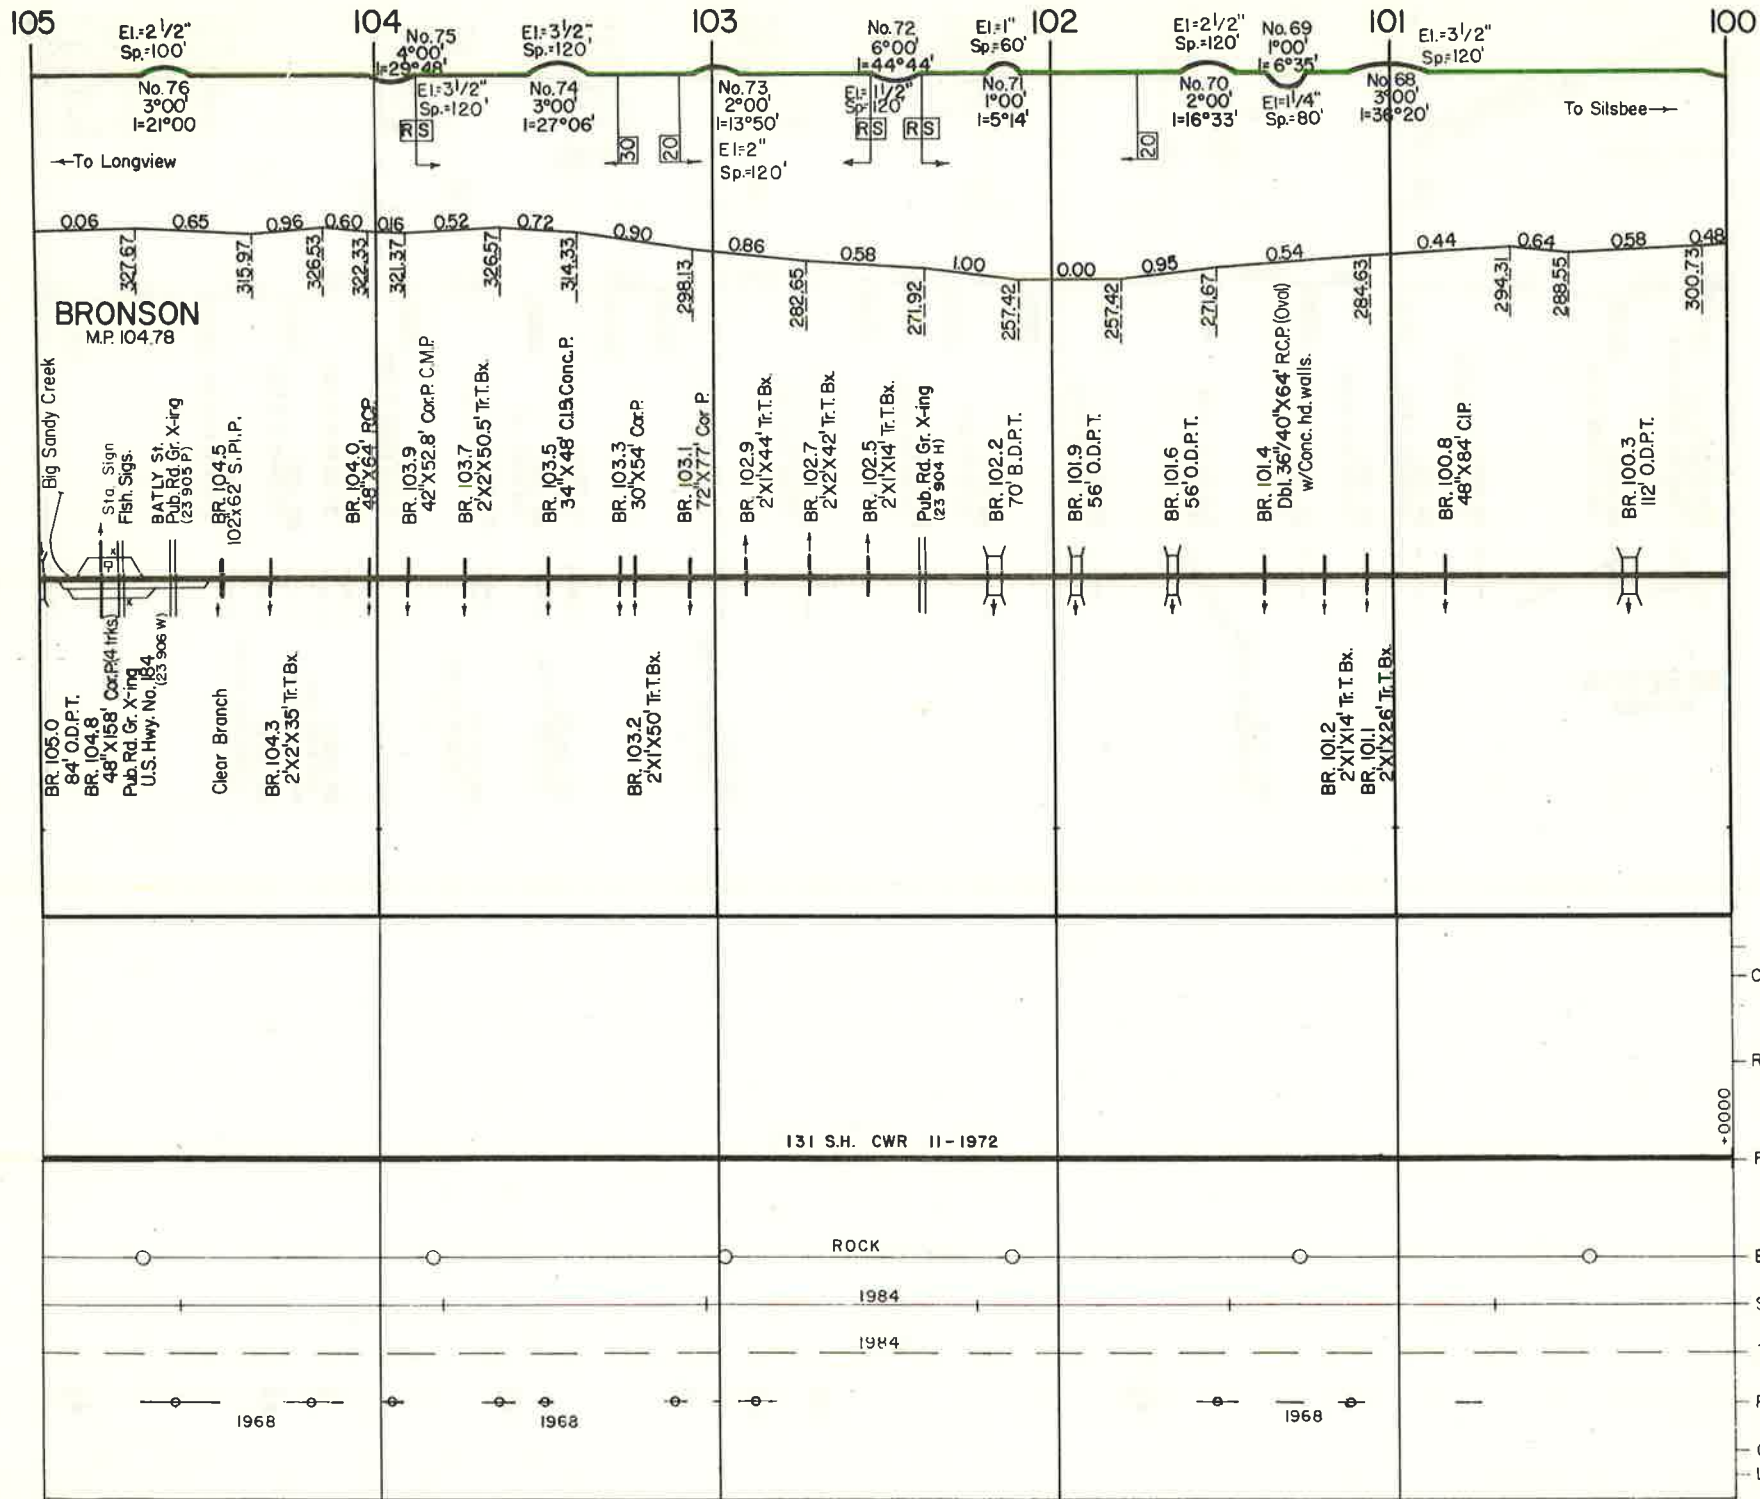 105
104
103
102
101
100
El.=2 1/2"
Sp.=100'
No. 76
3°00'
I=21°00
No. 75
4°00'
I=29°48'
El=3 1/2"
Sp.=120'
El.=3 1/2"
Sp.=120'
No. 74
3°00'
I=27°06'
No. 73
2°00'
I=13°50'
El=2"
Sp.=120'
No. 72
6°00'
I=44°44'
El.=1 1/2"
Sp=120'
El=1"
Sp=60'
No. 71
1°00'
I=5°14'
El=2 1/2"
Sp.=120'
No. 70
2°00'
I=16°33'
No. 69
1°00'
I=6°35'
El=1 1/4"
Sp.=80'
No. 68
3°00'
I=36°20'
El.=3 1/2"
Sp=120'
To Silsbee→
←To Longview
R S
30
20
R S
R S
20
0.06
0.65
0.96
0.60
0.16
0.52
0.72
0.90
0.86
0.58
1.00
0.00
0.95
0.54
0.44
0.64
0.58
0.48
327.67
315.97
326.53
322.33
321.37
326.57
314.33
298.13
282.65
271.92
257.42
257.42
271.67
284.63
294.31
288.55
300.73
BRONSON
M.P. 104.78
Big Sandy Creek
Sta. Sign
Flsh. Sigs.
BATLY St.
Pub. Rd. Gr. X-ing
(23 905 P)
BR. 104.5
102"x62' S. Pl. P.
BR. 104.0
48"X64' RCP.
BR. 103.9
42"X52.8' Cor.P. C.M.P.
BR. 103.7
2'X2'X50.5' Tr.T.Bx.
BR. 103.5
34"X48' C.I.& Conc.P.
BR. 103.3
30"X54' Cor.P.
BR. 103.1
72"X77' Cor P.
BR. 102.9
2'X1'X44' Tr.T.Bx.
BR. 102.7
2'X2'X42' Tr.T.Bx.
BR. 102.5
2'X1'X14' Tr.T.Bx.
Pub. Rd. Gr. X-ing
(23 904 H)
BR. 102.2
70' B.D.P.T.
BR. 101.9
56' O.D.P.T.
BR. 101.6
56' O.D.P.T.
BR. 101.4
Dbl. 36"/40"X64' R.C.P. (Oval)
w/Conc. hd. walls.
BR. 100.8
48"X84' C.I.P.
BR. 100.3
112' O.D.P.T.
BR. 105.0
84' O.D.P.T.
BR. 104.8
48"X158' Cor.P.(4 trks)
Pub. Rd. Gr. X-ing
U.S. Hwy. No. 184
(23 906 W)
Clear Branch
BR. 104.3
2'X2'X35' Tr.T.Bx.
BR. 103.2
2'X1'X50' Tr.T.Bx.
BR. 101.2
2'X1'X14' Tr.T.Bx.
BR. 101.1
2'X1'X26' Tr.T.Bx.
+0000
131 S.H. CWR 11-1972
ROCK
1984
1984
1968
1968
1968